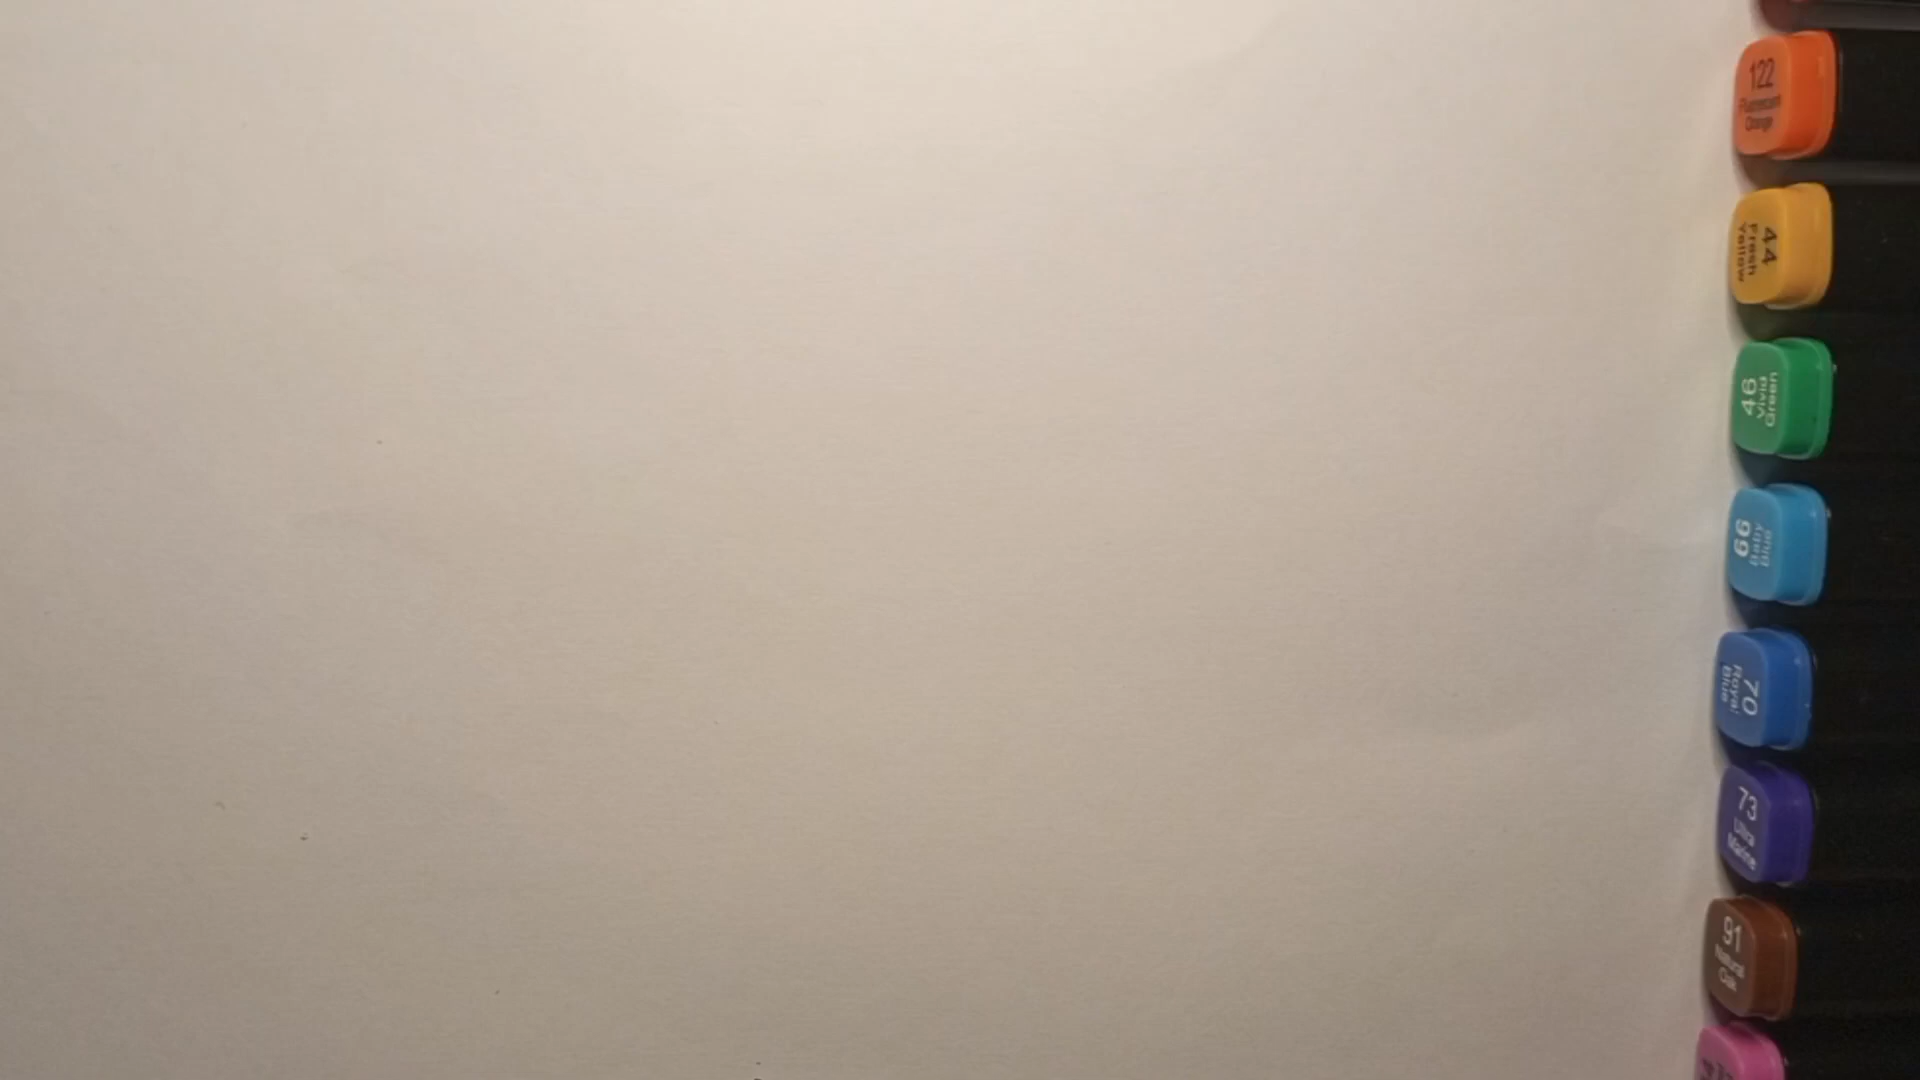 122
Fluorescent
Orange
44
Fresh
Yellow
46
Vivid
Green
66
Baby
Blue
70
Royal
Blue
73
Ultra
Marine
91
Natural
Oak